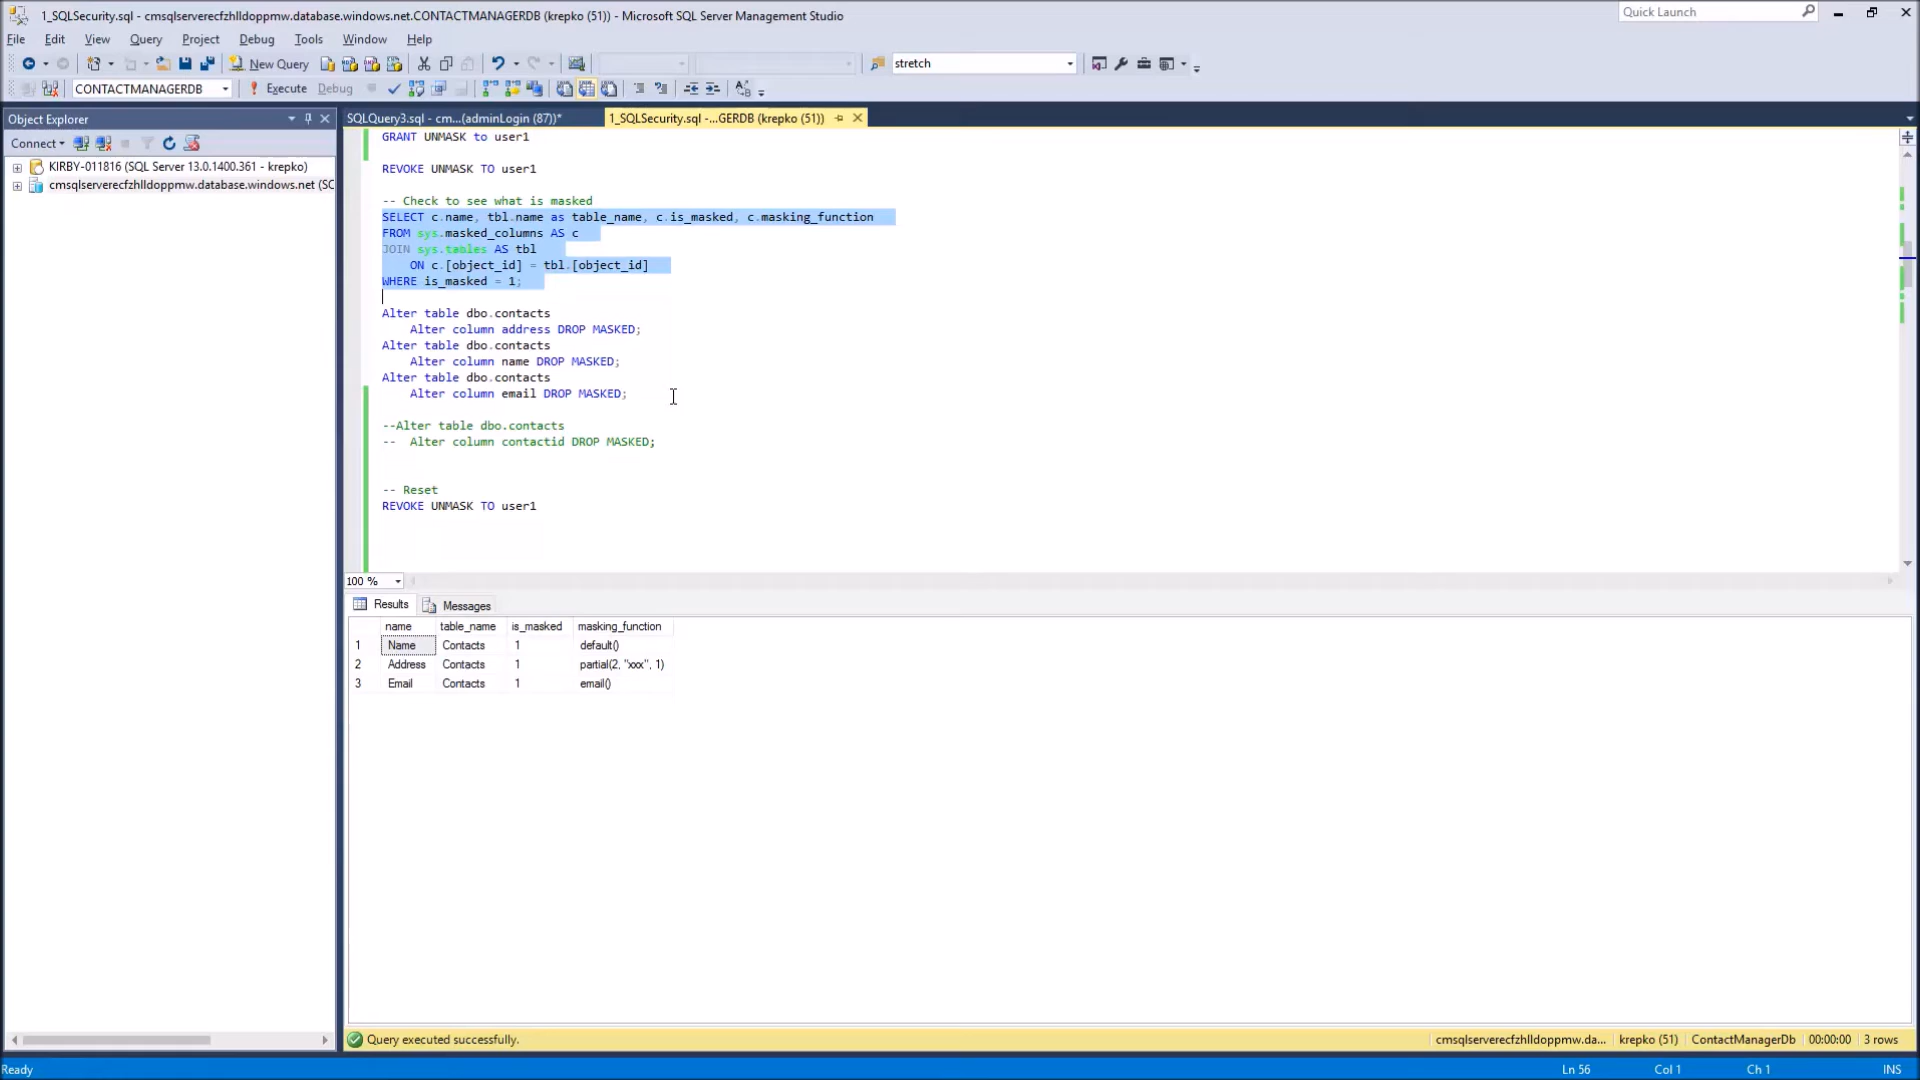 1_SQLSecurity.sql - cmsqlserverecfzhlldoppmw.database.windows.net.CONTACTMANAGERDB (krepko (51)) - Microsoft SQL Server Management Studio
Quick Launch
File Edit View Query Project Debug Tools Window Help
New Query
stretch
CONTACTMANAGERDB
Execute Debug
Object Explorer
SQLQuery3.sql - cm...(adminLogin (87))*
1_SQLSecurity.sql -...GERDB (krepko (51))
Connect
KIRBY-011816 (SQL Server 13.0.1400.361 - krepko)
cmsqlserverecfzhlldoppmw.database.windows.net (SC
GRANT UNMASK to user1
REVOKE UNMASK TO user1
-- Check to see what is masked
SELECT c.name, tbl.name as table_name, c.is_masked, c.masking_function
FROM sys.masked_columns AS c
JOIN sys.tables AS tbl
ON c.[object_id] = tbl.[object_id]
WHERE is_masked = 1;
Alter table dbo.contacts
Alter column address DROP MASKED;
Alter table dbo.contacts
Alter column name DROP MASKED;
Alter table dbo.contacts
Alter column email DROP MASKED;
--Alter table dbo.contacts
-- Alter column contactid DROP MASKED;
-- Reset
REVOKE UNMASK TO user1
100 %
Results Messages
name table_name is_masked masking_function
1 Name Contacts 1 default()
2 Address Contacts 1 partial(2, "xxx", 1)
3 Email Contacts 1 email()
Query executed successfully.
cmsqlserverecfzhlldoppmw.da... krepko (51) ContactManagerDb 00:00:00 3 rows
Ready
Ln 56 Col 1 Ch 1 INS